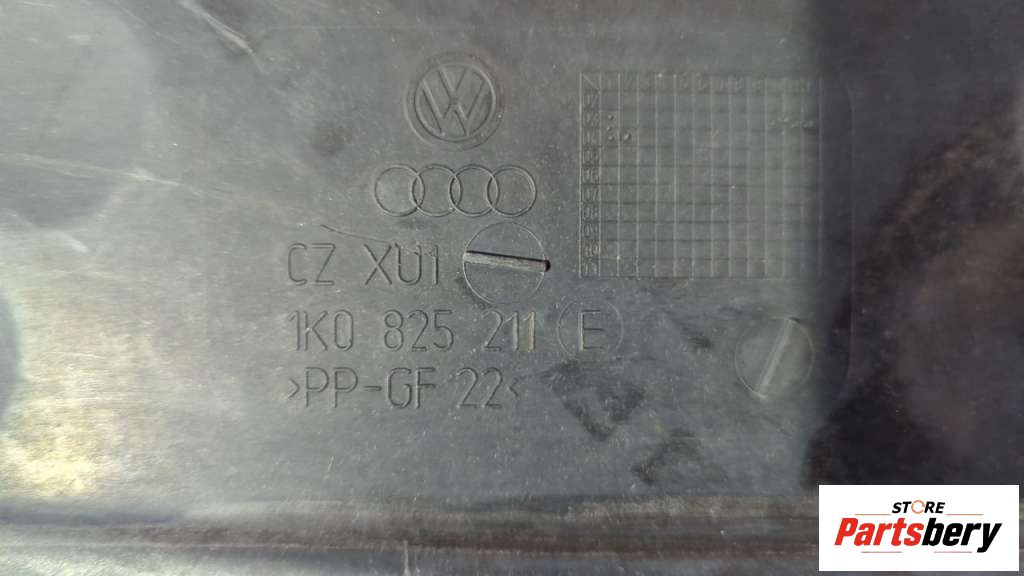 CZ XU1
1K0 825 211 E
>PP-GF 22<
STORE
Partsbery